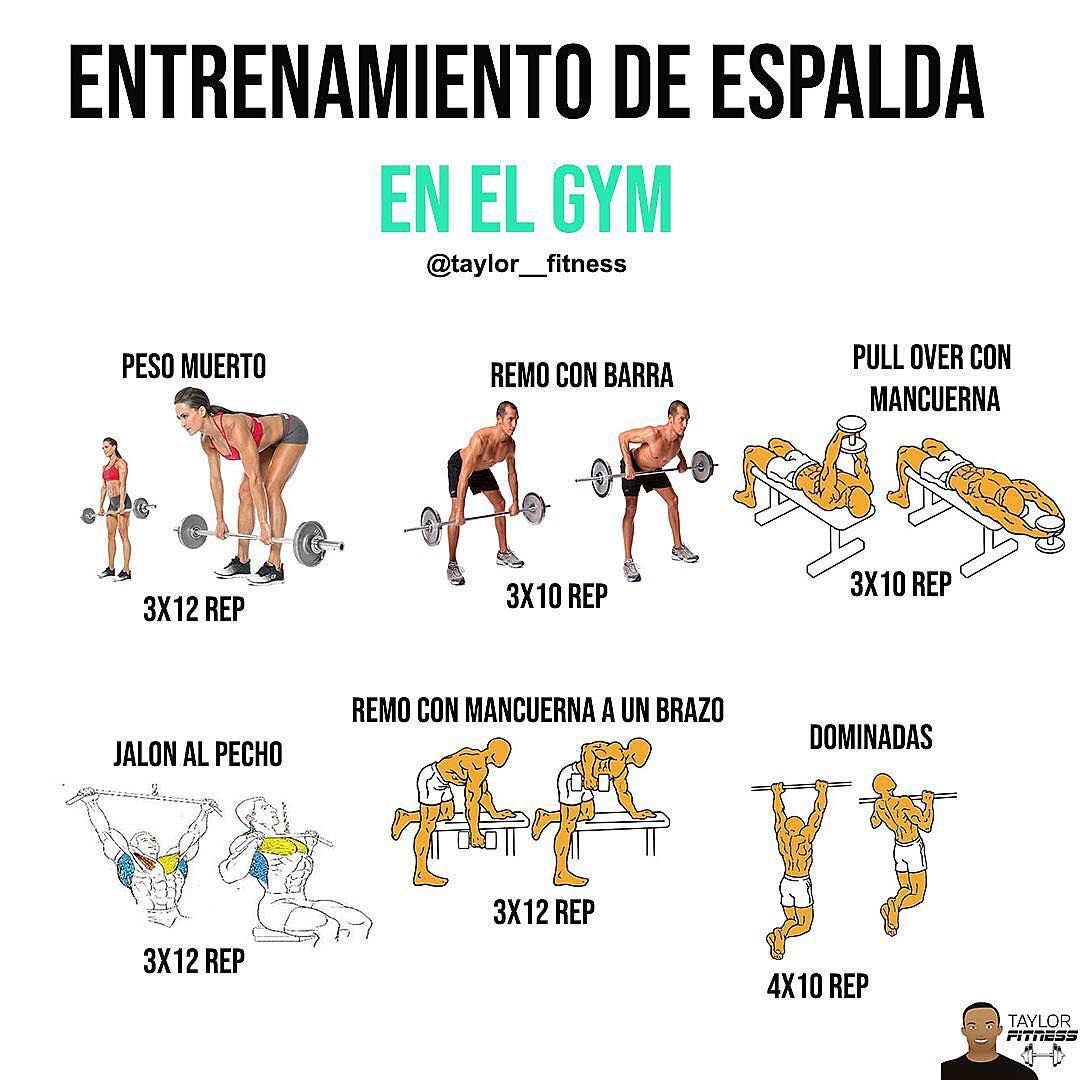 ENTRENAMIENTO DE ESPALDA
EN EL GYM
@taylor__fitness
PESO MUERTO
3X12 REP
REMO CON BARRA
3X10 REP
PULL OVER CON
MANCUERNA
3X10 REP
JALON AL PECHO
3X12 REP
REMO CON MANCUERNA A UN BRAZO
3X12 REP
DOMINADAS
4X10 REP
TAYLOR
FITNESS